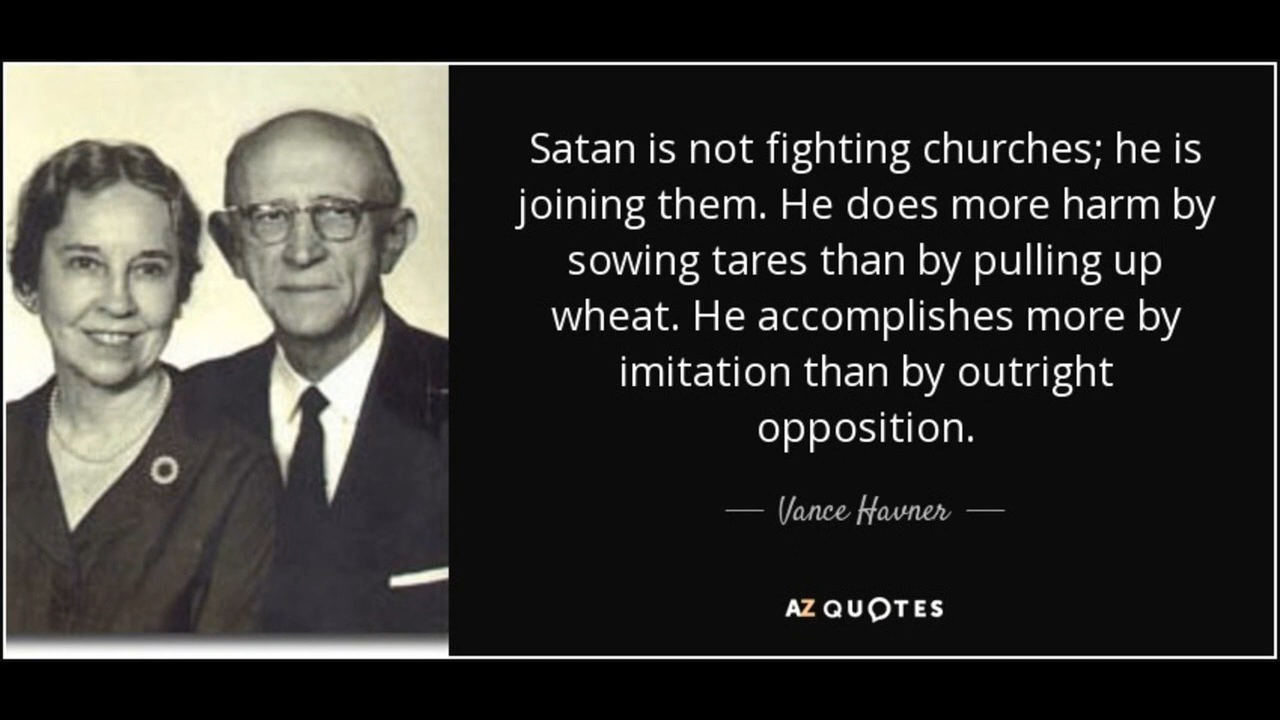 Satan is not fighting churches; he is
joining them. He does more harm by
sowing tares than by pulling up
wheat. He accomplishes more by
imitation than by outright
opposition.
Vance Havner
AZ QUOTES